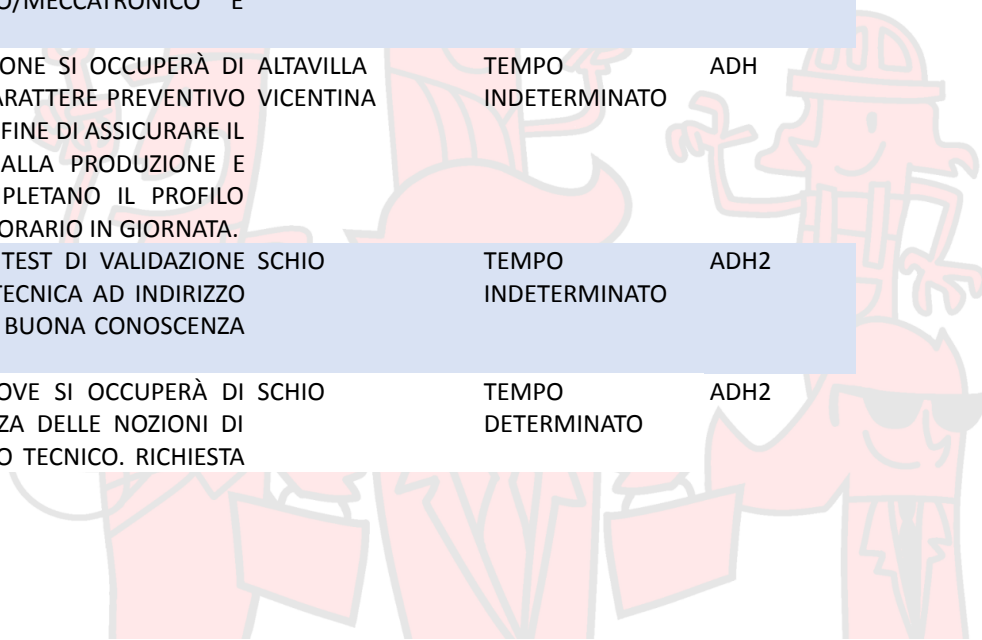 /MECCATRONICO E
ONE SI OCCUPERÀ DI ALTAVILLA TEMPO ADH
ARATTERE PREVENTIVO VICENTINA INDETERMINATO
FINE DI ASSICURARE IL
ALLA PRODUZIONE E
PLETANO IL PROFILO
ORARIO IN GIORNATA.
TEST DI VALIDAZIONE SCHIO TEMPO ADH2
TECNICA AD INDIRIZZO INDETERMINATO
BUONA CONOSCENZA
OVE SI OCCUPERÀ DI SCHIO TEMPO ADH2
ZA DELLE NOZIONI DI DETERMINATO
O TECNICO. RICHIESTA